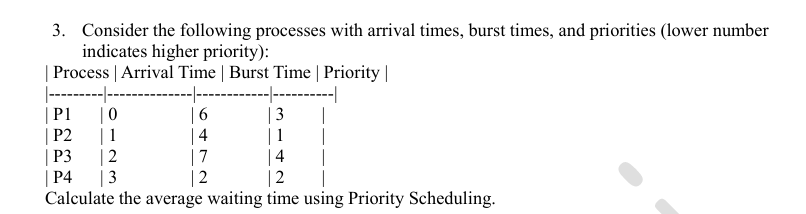 3. Consider the following processes with arrival times, burst times, and priorities (lower number
indicates higher priority):
| Process | Arrival Time | Burst Time | Priority |
|---------|--------------|------------|----------|
| P1 | 0 | 6 | 3 |
| P2 | 1 | 4 | 1 |
| P3 | 2 | 7 | 4 |
| P4 | 3 | 2 | 2 |
Calculate the average waiting time using Priority Scheduling.